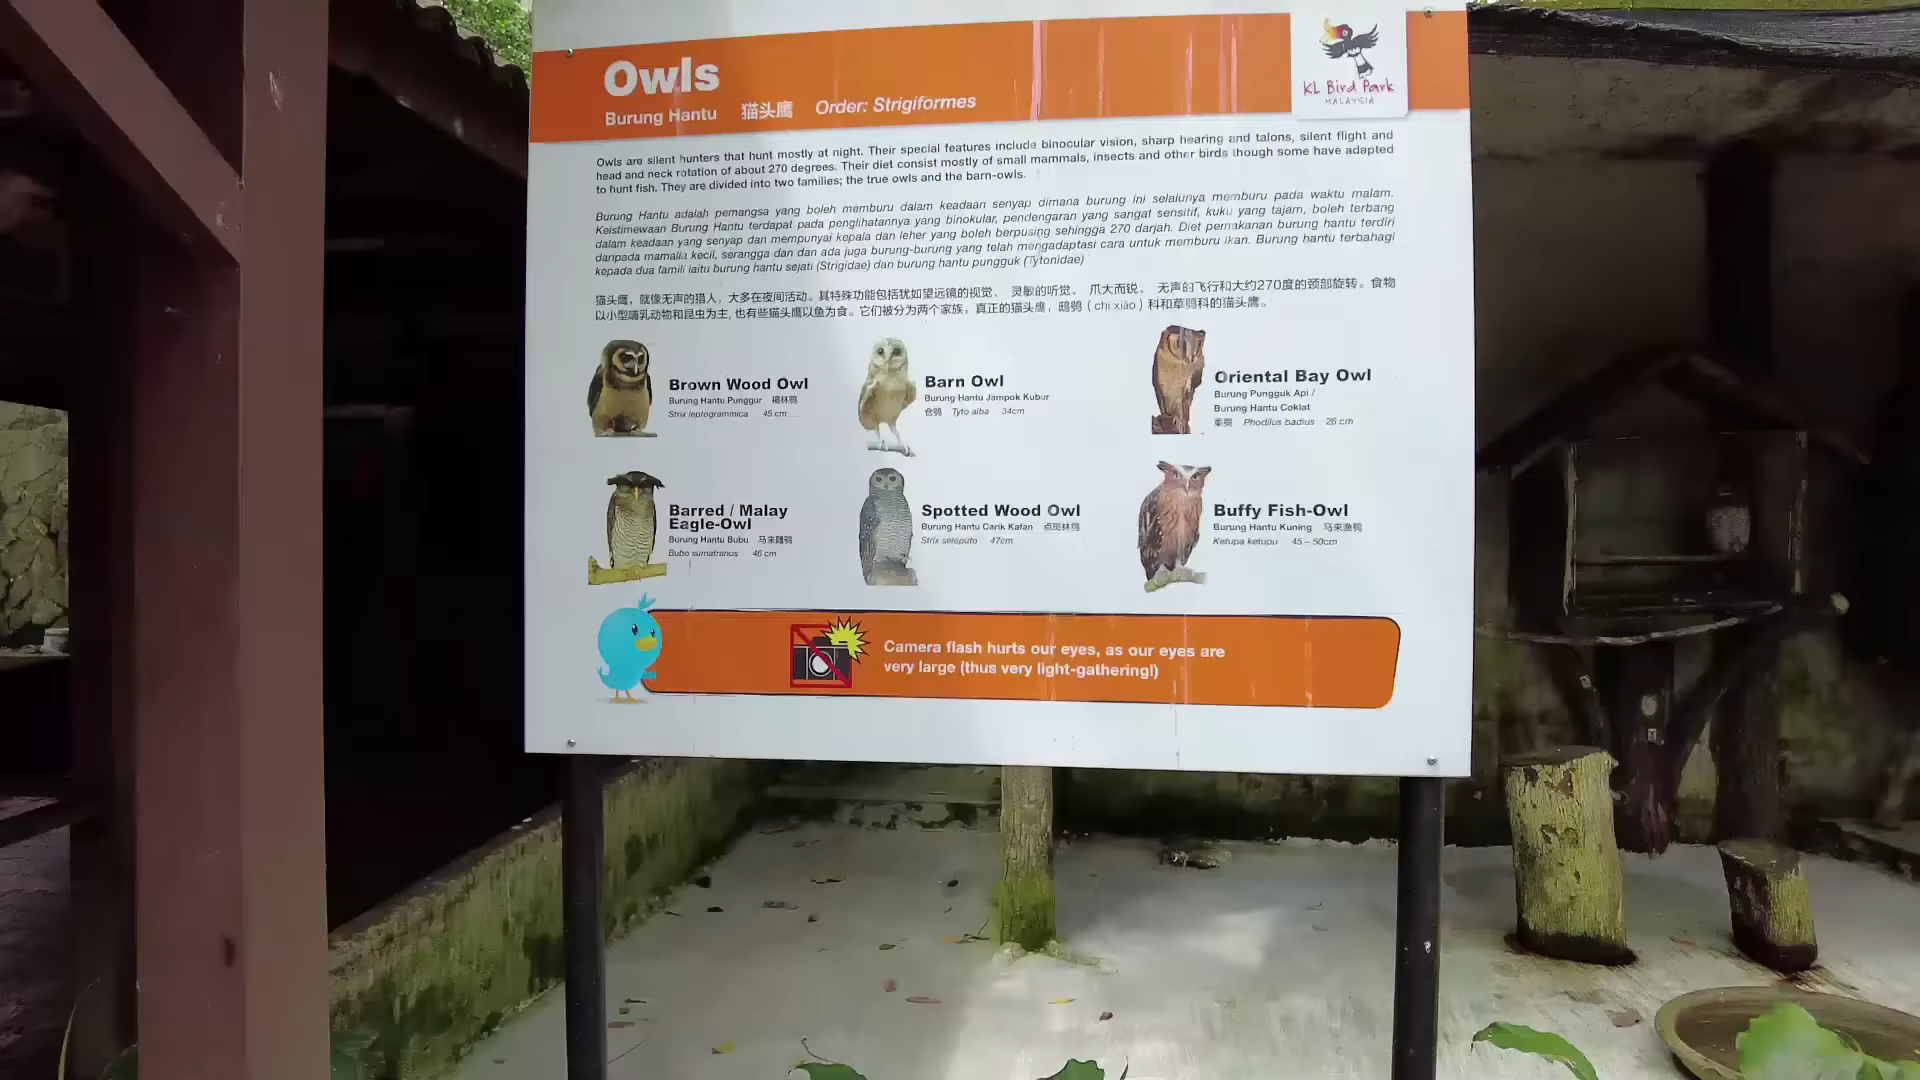 Owls
Burung Hantu 猫头鹰 Order: Strigiformes
KL Bird Park
MALAYSIA
Owls are silent hunters that hunt mostly at night. Their special features include binocular vision, sharp hearing and talons, silent flight and
head and neck rotation of about 270 degrees. Their diet consist mostly of small mammals, insects and other birds though some have adapted
to hunt fish. They are divided into two families; the true owls and the barn-owls.
Burung Hantu adalah pemangsa yang boleh memburu dalam keadaan senyap dimana burung ini selalunya memburu pada waktu malam.
Keistimewaan Burung Hantu terdapat pada penglihatannya yang binokular, pendengaran yang sangat sensitif, kuku yang tajam, boleh terbang
dalam keadaan yang senyap dan mempunyai kepala dan leher yang boleh berpusing sehingga 270 darjah. Diet pemakanan burung hantu terdiri
daripada mamalia kecil, serangga dan dan ada juga burung-burung yang telah mengadaptasi cara untuk memburu ikan. Burung hantu terbahagi
kepada dua famili iaitu burung hantu sejati (Strigidae) dan burung hantu pungguk (Tytonidae)
猫头鹰，就像无声的猎人，大多在夜间活动。其特殊功能包括犹如望远镜的视觉、 灵敏的听觉、 爪大而锐、 无声的飞行和大约270度的颈部旋转。食物
以小型哺乳动物和昆虫为主, 也有些猫头鹰以鱼为食。它们被分为两个家族，真正的猫头鹰，鸱鸮（chi xiāo）科和草鸮科的猫头鹰。
Brown Wood Owl
Burung Hantu Punggur 褐林鸮
Strix leptogrammica 45 cm
Barn Owl
Burung Hantu Jampok Kubur
仓鸮 Tyto alba 34cm
Oriental Bay Owl
Burung Pungguk Api /
Burung Hantu Coklat
栗鸮 Phodilus badius 26 cm
Barred / Malay
Eagle-Owl
Burung Hantu Bubu 马来雕鸮
Bubo sumatranus 46 cm
Spotted Wood Owl
Burung Hantu Carik Kafan 点斑林鸮
Strix seloputo 47cm
Buffy Fish-Owl
Burung Hantu Kuning 马来渔鸮
Ketupa ketupu 45 – 50cm
Camera flash hurts our eyes, as our eyes are
very large (thus very light-gathering!)